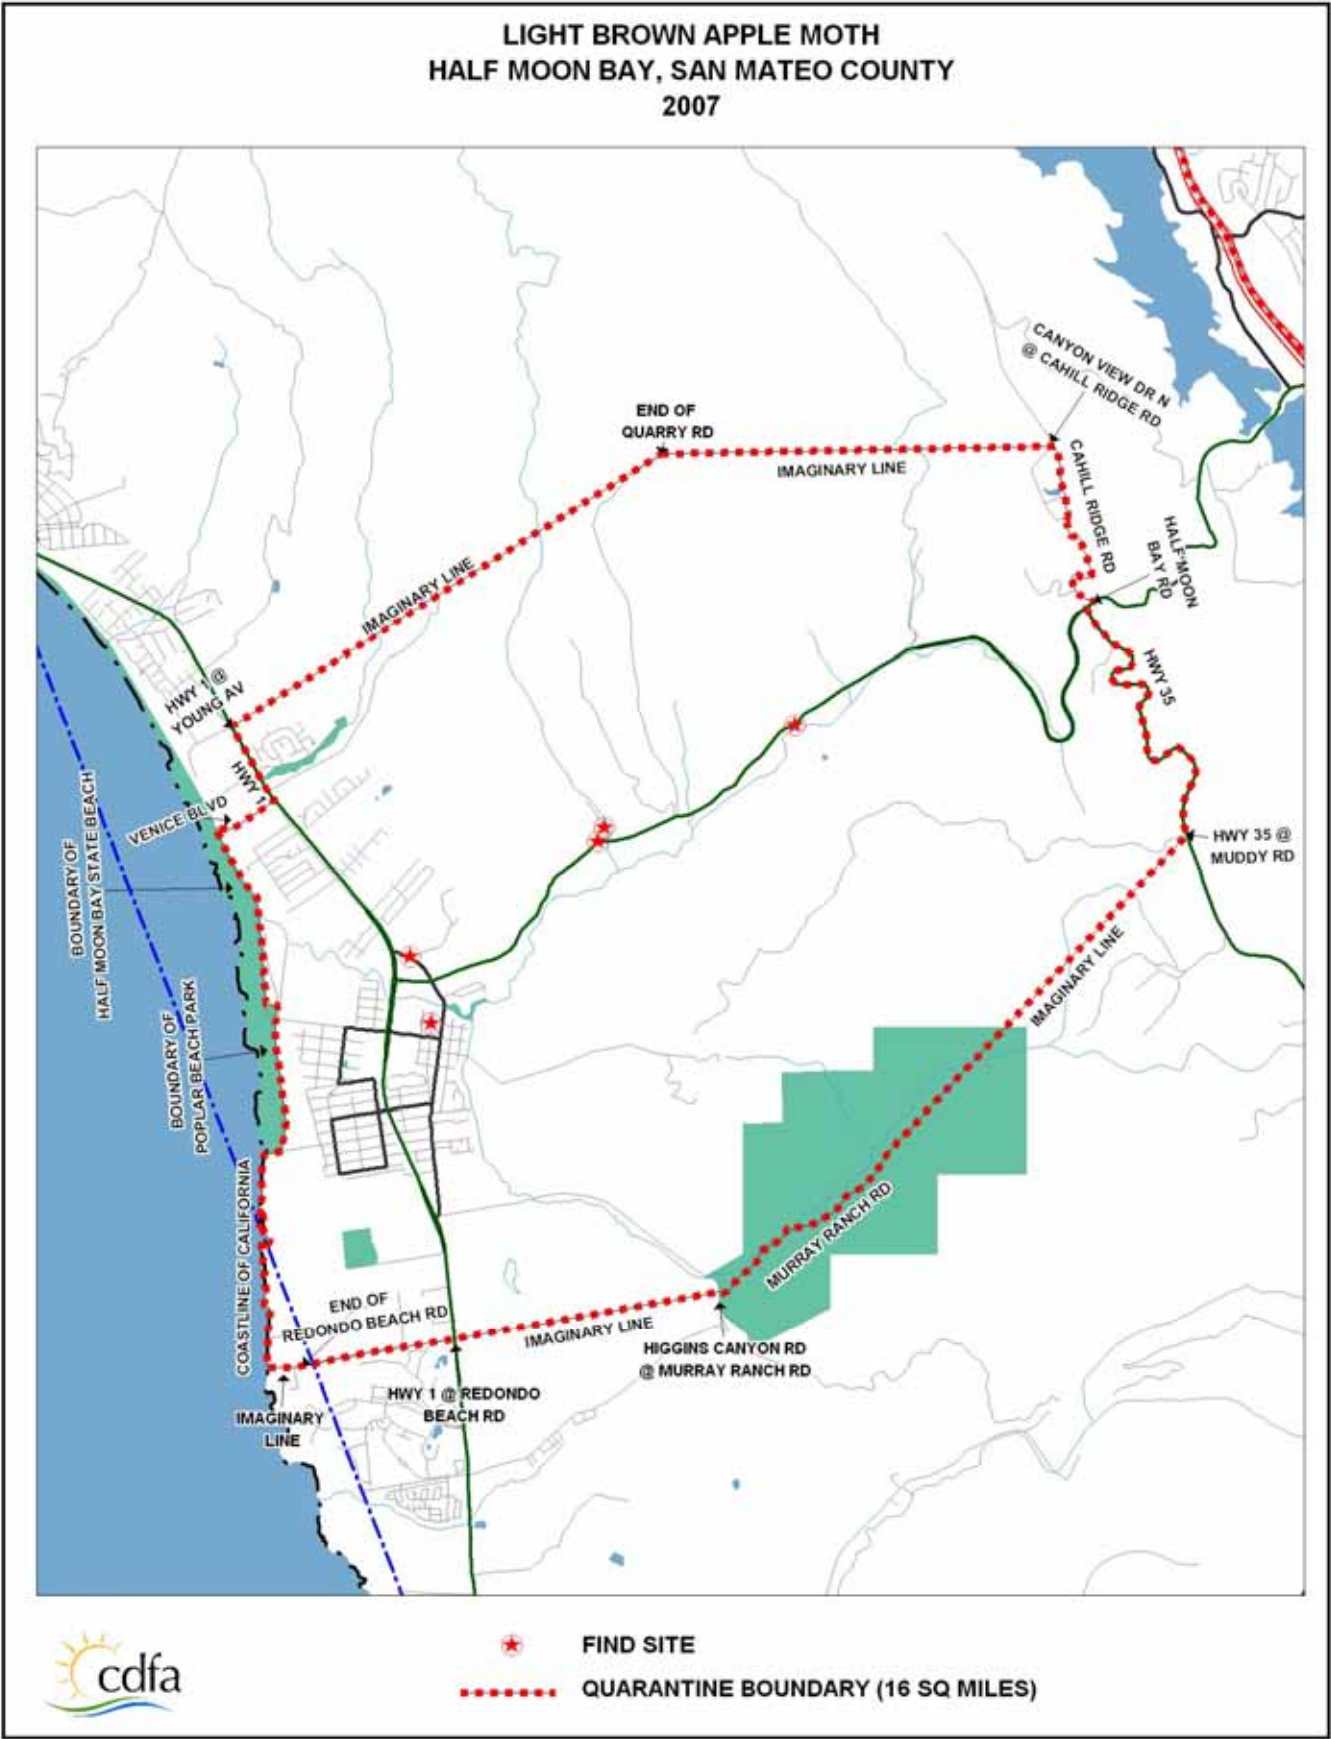 LIGHT BROWN APPLE MOTH
HALF MOON BAY, SAN MATEO COUNTY
2007
CANYON VIEW DR N
@ CAHILL RIDGE RD
END OF
QUARRY RD
IMAGINARY LINE
CAHILL RIDGE RD
HALF MOON
BAY RD
IMAGINARY LINE
HWY 35
HWY 1 @
YOUNG AV
HWY 1
VENICE BLVD
HWY 35 @
MUDDY RD
BOUNDARY OF
HALF MOON BAY STATE BEACH
IMAGINARY LINE
BOUNDARY OF
POPLAR BEACH PARK
MURRAY RANCH RD
COASTLINE OF CALIFORNIA
END OF
REDONDO BEACH RD
IMAGINARY LINE
HIGGINS CANYON RD
@ MURRAY RANCH RD
HWY 1 @ REDONDO
BEACH RD
IMAGINARY
LINE
cdfa
FIND SITE
QUARANTINE BOUNDARY (16 SQ MILES)